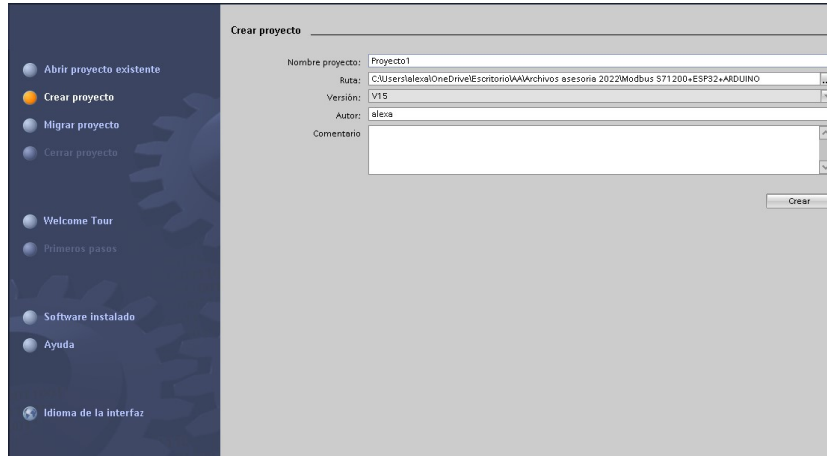 Abrir proyecto existente
Crear proyecto
Migrar proyecto
Cerrar proyecto
Welcome Tour
Primeros pasos
Software instalado
Ayuda
Idioma de la interfaz
Crear proyecto
Nombre proyecto: Proyecto1
Ruta: C:\Users\alexa\OneDrive\Escritorio\AA\Archivos asesoria 2022\Modbus S71200+ESP32+ARDUINO
...
Versión: V15
Autor: alexa
Comentario
Crear